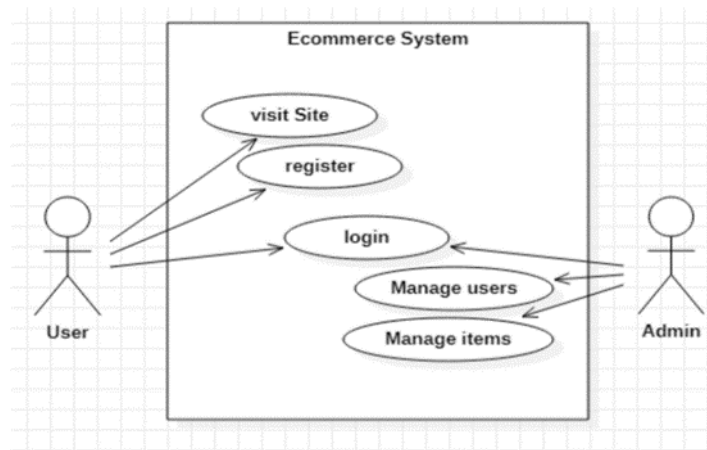 Ecommerce System
visit Site
register
login
Manage users
Manage items
User
Admin